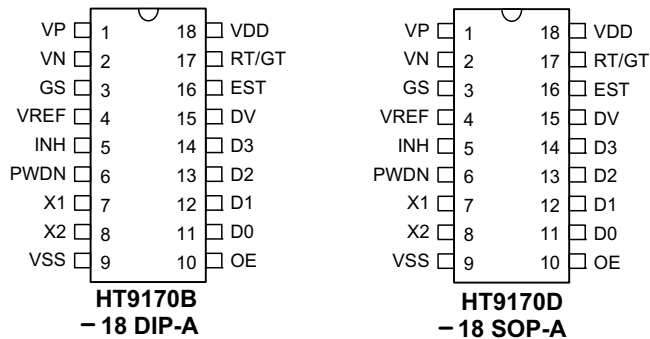 VP 1 18 VDD
VN 2 17 RT/GT
GS 3 16 EST
VREF 4 15 DV
INH 5 14 D3
PWDN 6 13 D2
X1 7 12 D1
X2 8 11 D0
VSS 9 10 OE
HT9170B
– 18 DIP-A
VP 1 18 VDD
VN 2 17 RT/GT
GS 3 16 EST
VREF 4 15 DV
INH 5 14 D3
PWDN 6 13 D2
X1 7 12 D1
X2 8 11 D0
VSS 9 10 OE
HT9170D
– 18 SOP-A